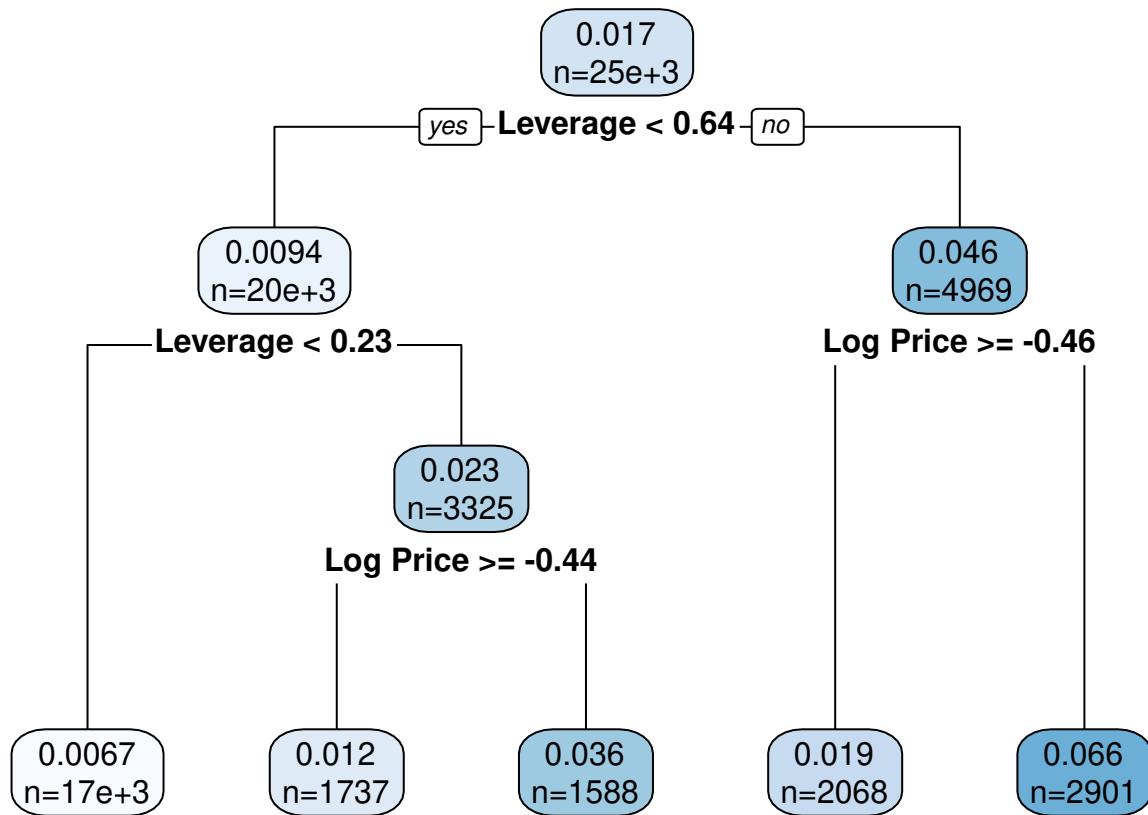 0.017
n=25e+3
yes Leverage < 0.64 no
0.0094
n=20e+3
0.046
n=4969
Leverage < 0.23
Log Price >= -0.46
0.023
n=3325
Log Price >= -0.44
0.0067
n=17e+3
0.012
n=1737
0.036
n=1588
0.019
n=2068
0.066
n=2901